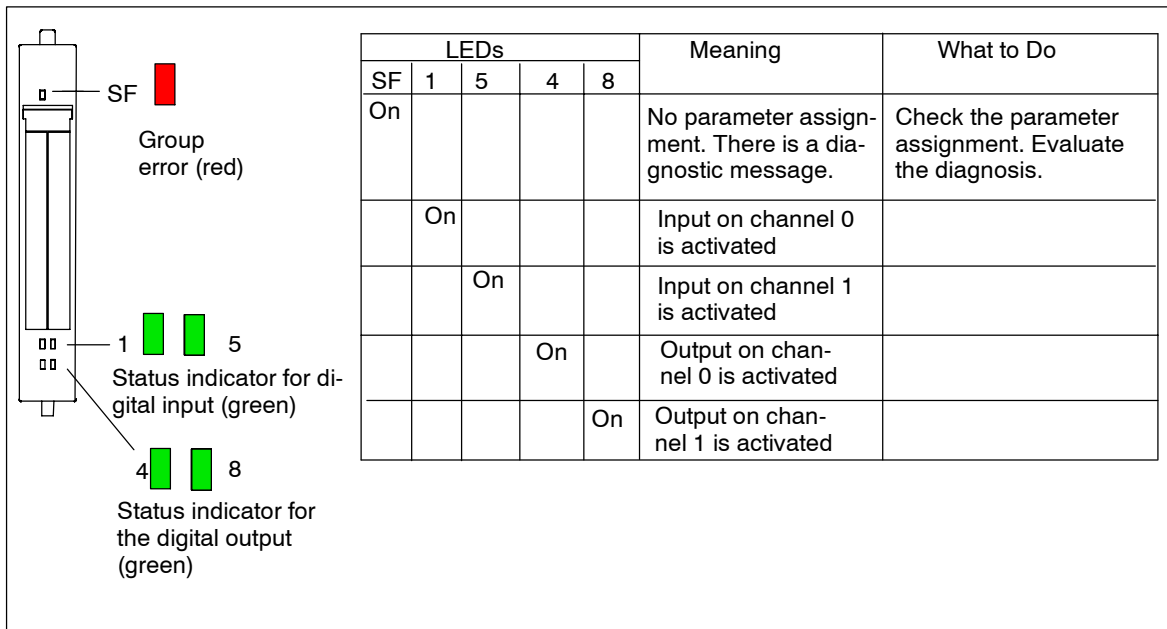 SF
Group
error (red)
1 5
Status indicator for di-
gital input (green)
4 8
Status indicator for
the digital output
(green)
LEDs Meaning What to Do
SF 1 5 4 8
On No parameter assign- Check the parameter
ment. There is a dia- assignment. Evaluate
gnostic message. the diagnosis.
On Input on channel 0
is activated
On Input on channel 1
is activated
On Output on chan-
nel 0 is activated
On Output on chan-
nel 1 is activated